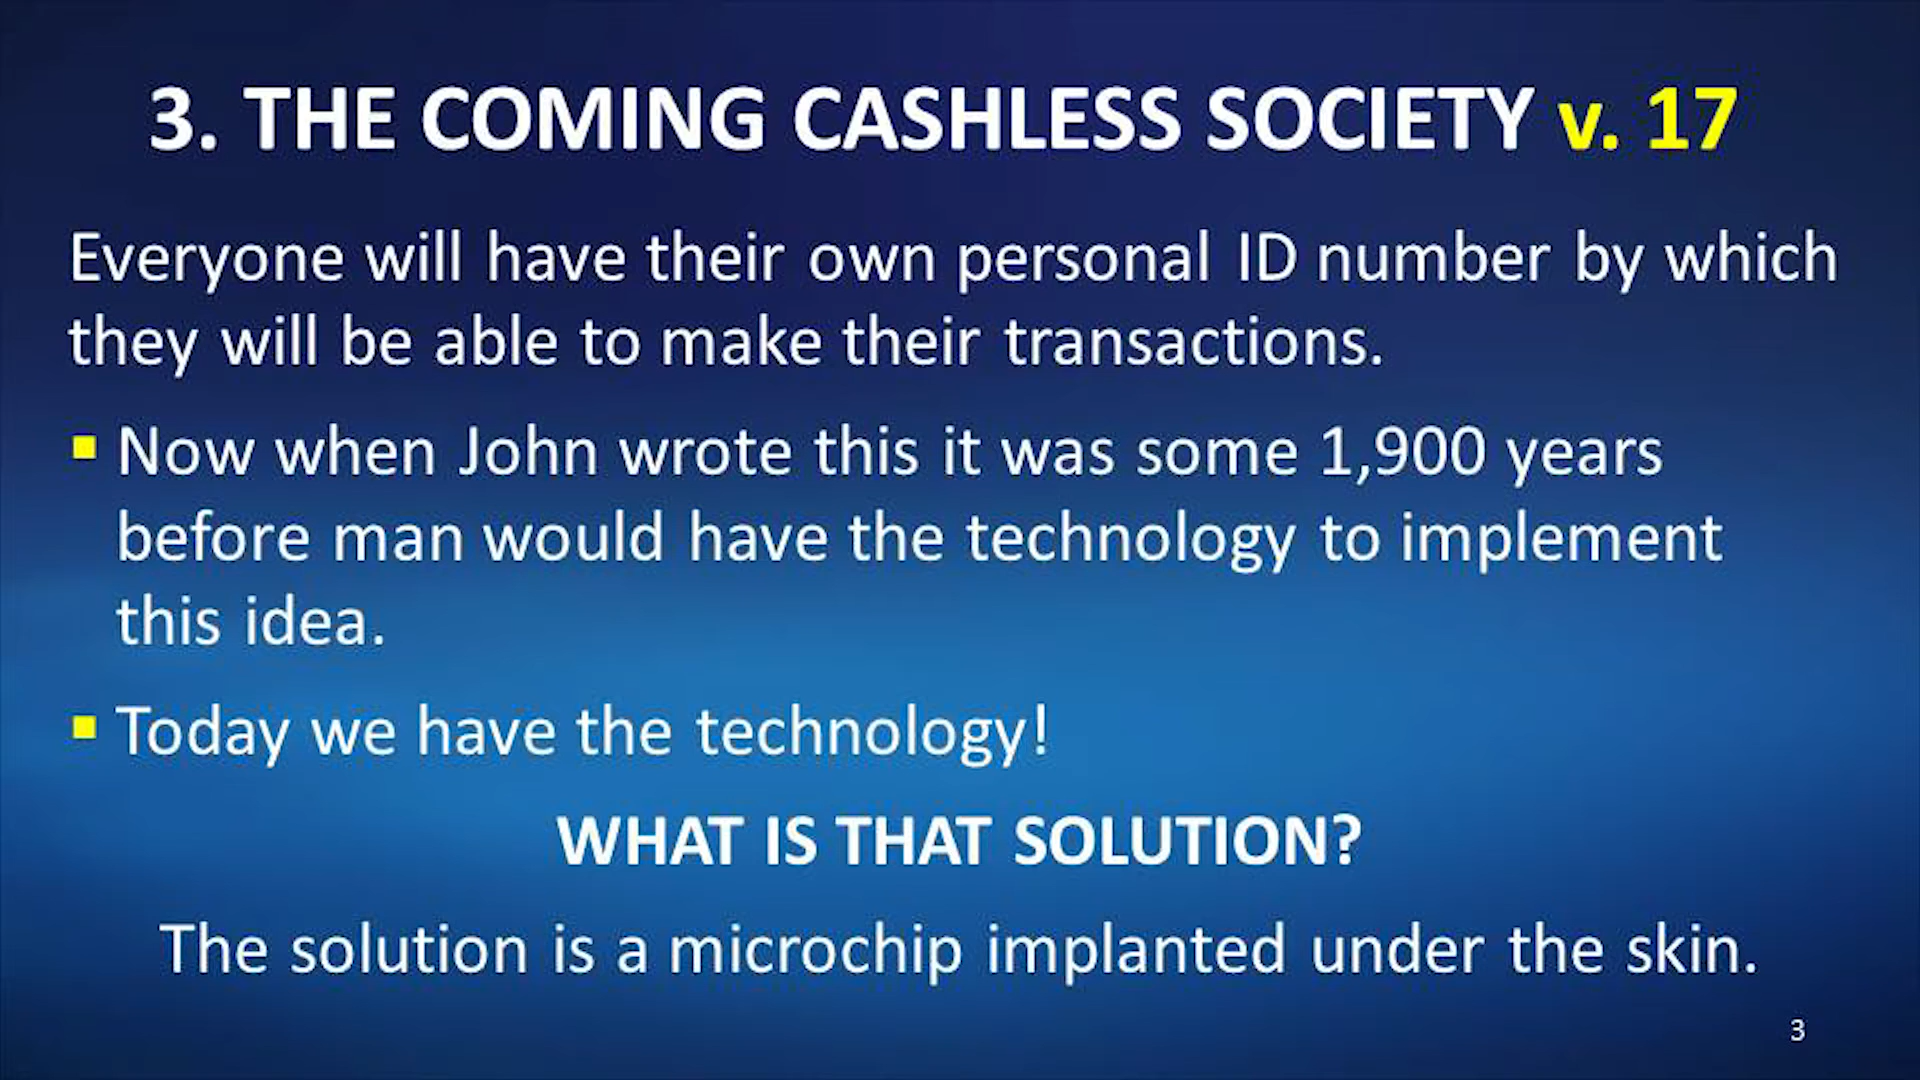 3. THE COMING CASHLESS SOCIETY v. 17
Everyone will have their own personal ID number by which
they will be able to make their transactions.
▪ Now when John wrote this it was some 1,900 years
before man would have the technology to implement
this idea.
▪ Today we have the technology!
WHAT IS THAT SOLUTION?
The solution is a microchip implanted under the skin.
3